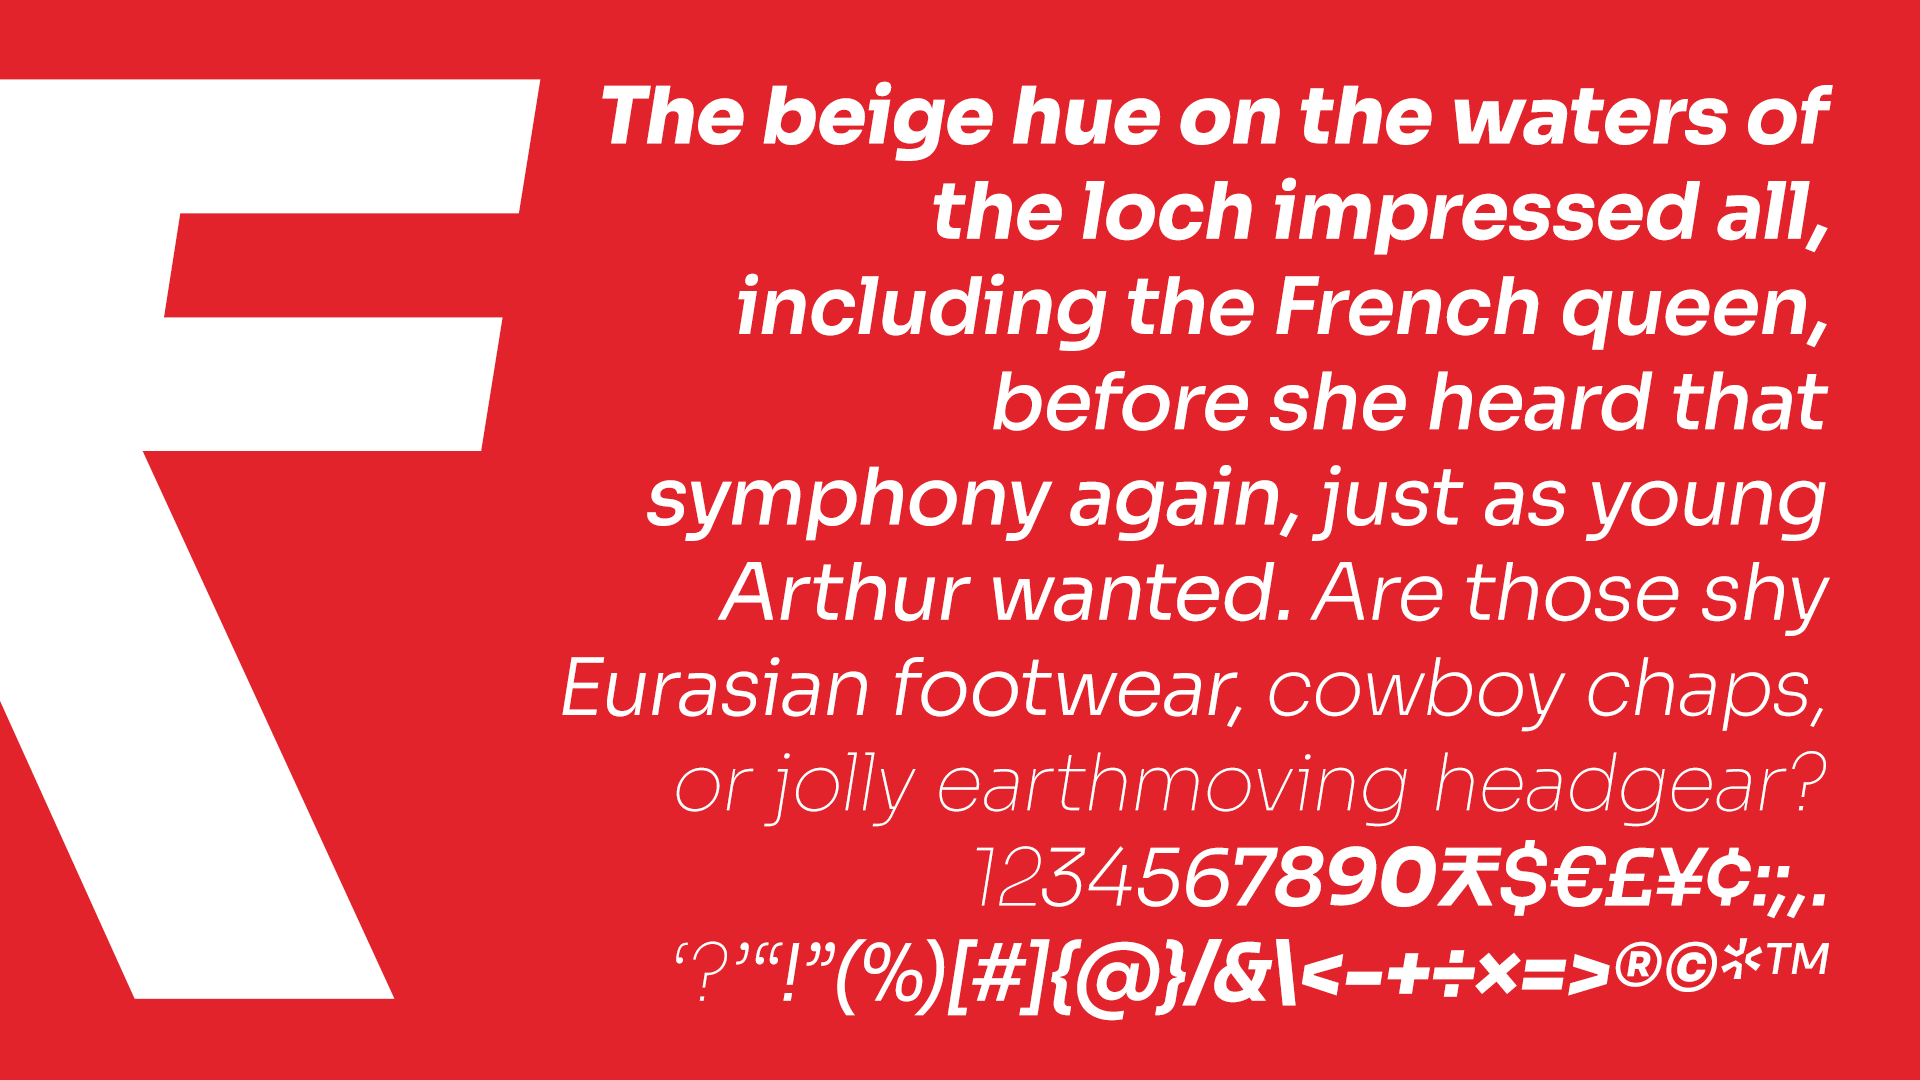 The beige hue on the waters of
the loch impressed all,
including the French queen,
before she heard that
symphony again, just as young
Arthur wanted. Are those shy
Eurasian footwear, cowboy chaps,
or jolly earthmoving headgear?
1234567890₸$€£¥¢:;,.
‘?’“!”(%)[#]{@}/&\<-+÷×=>®©*™